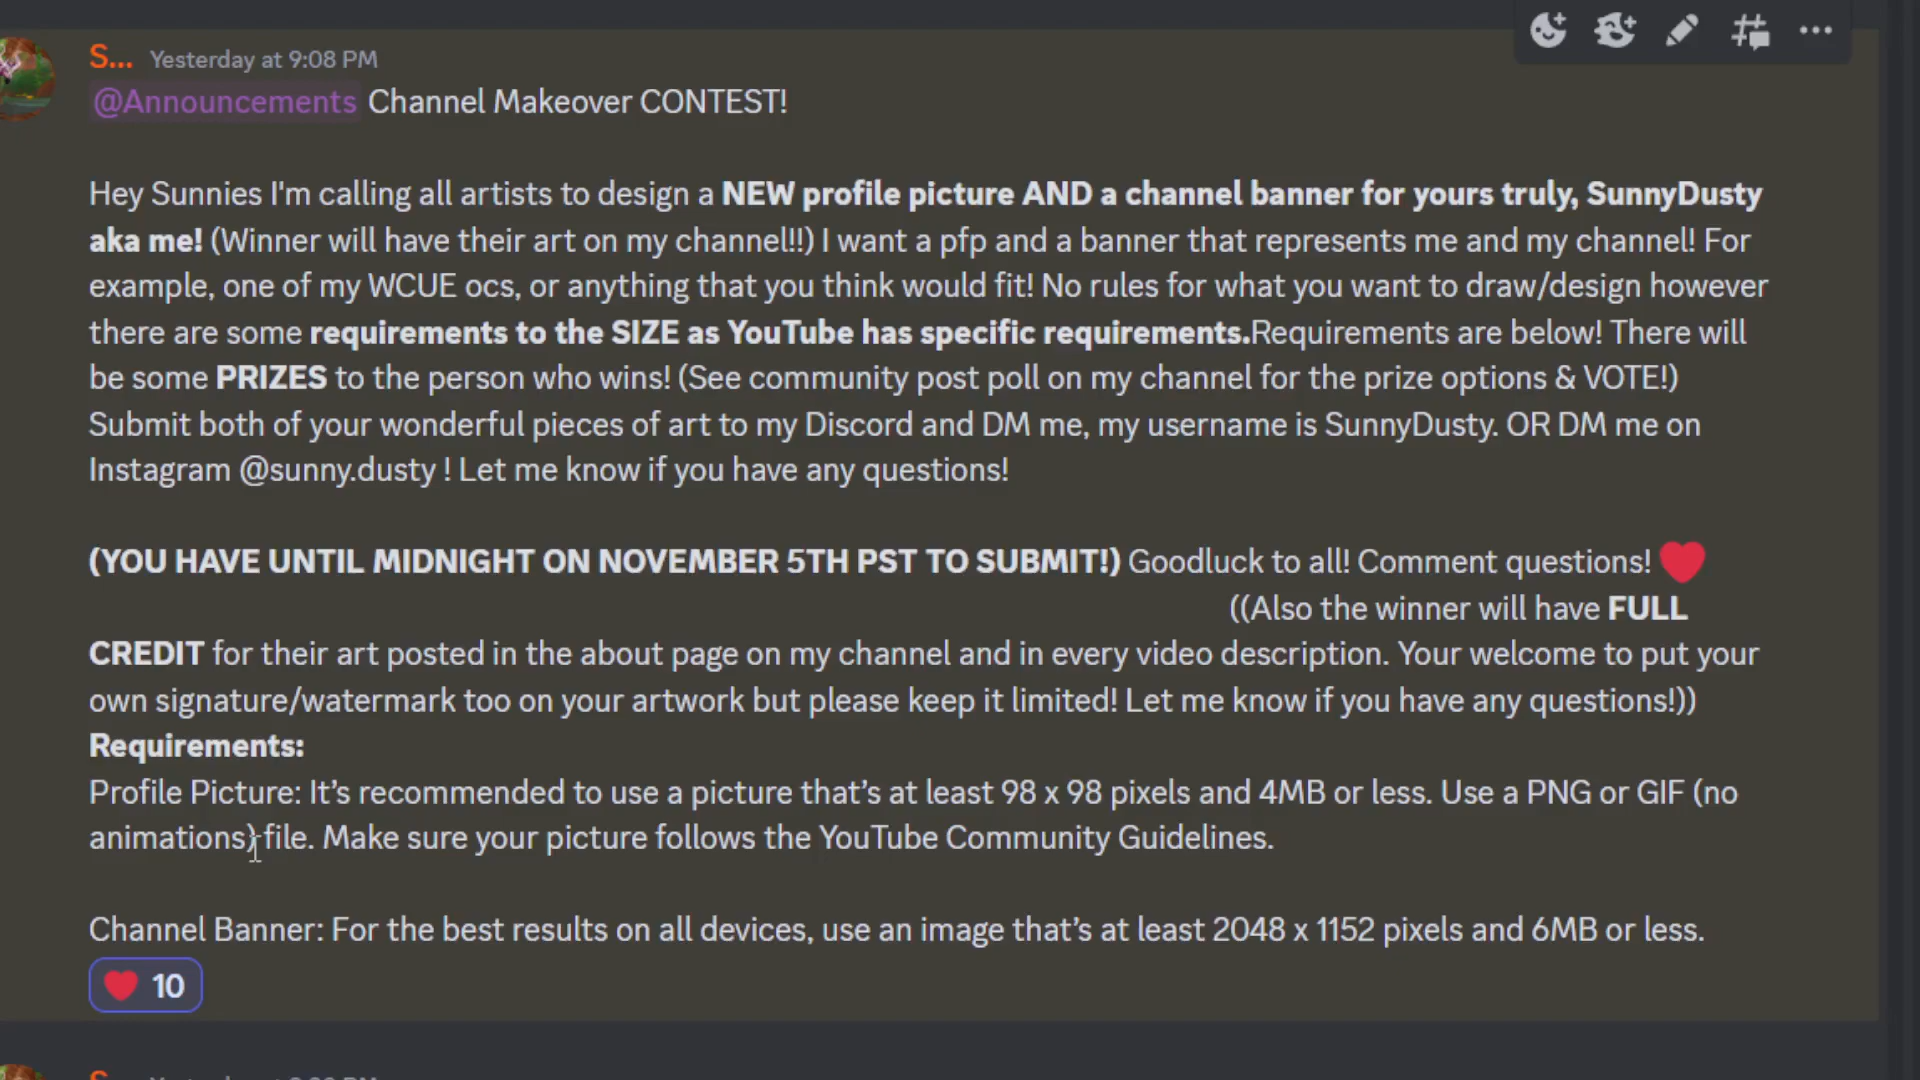 S... Yesterday at 9:08 PM
@Announcements Channel Makeover CONTEST!
Hey Sunnies I'm calling all artists to design a NEW profile picture AND a channel banner for yours truly, SunnyDusty
aka me! (Winner will have their art on my channel!!) I want a pfp and a banner that represents me and my channel! For
example, one of my WCUE ocs, or anything that you think would fit! No rules for what you want to draw/design however
there are some requirements to the SIZE as YouTube has specific requirements.Requirements are below! There will
be some PRIZES to the person who wins! (See community post poll on my channel for the prize options & VOTE!)
Submit both of your wonderful pieces of art to my Discord and DM me, my username is SunnyDusty. OR DM me on
Instagram @sunny.dusty ! Let me know if you have any questions!
(YOU HAVE UNTIL MIDNIGHT ON NOVEMBER 5TH PST TO SUBMIT!) Goodluck to all! Comment questions! ❤️
((Also the winner will have FULL
CREDIT for their art posted in the about page on my channel and in every video description. Your welcome to put your
own signature/watermark too on your artwork but please keep it limited! Let me know if you have any questions!))
Requirements:
Profile Picture: It’s recommended to use a picture that’s at least 98 x 98 pixels and 4MB or less. Use a PNG or GIF (no
animations) file. Make sure your picture follows the YouTube Community Guidelines.
Channel Banner: For the best results on all devices, use an image that’s at least 2048 x 1152 pixels and 6MB or less.
❤️ 10